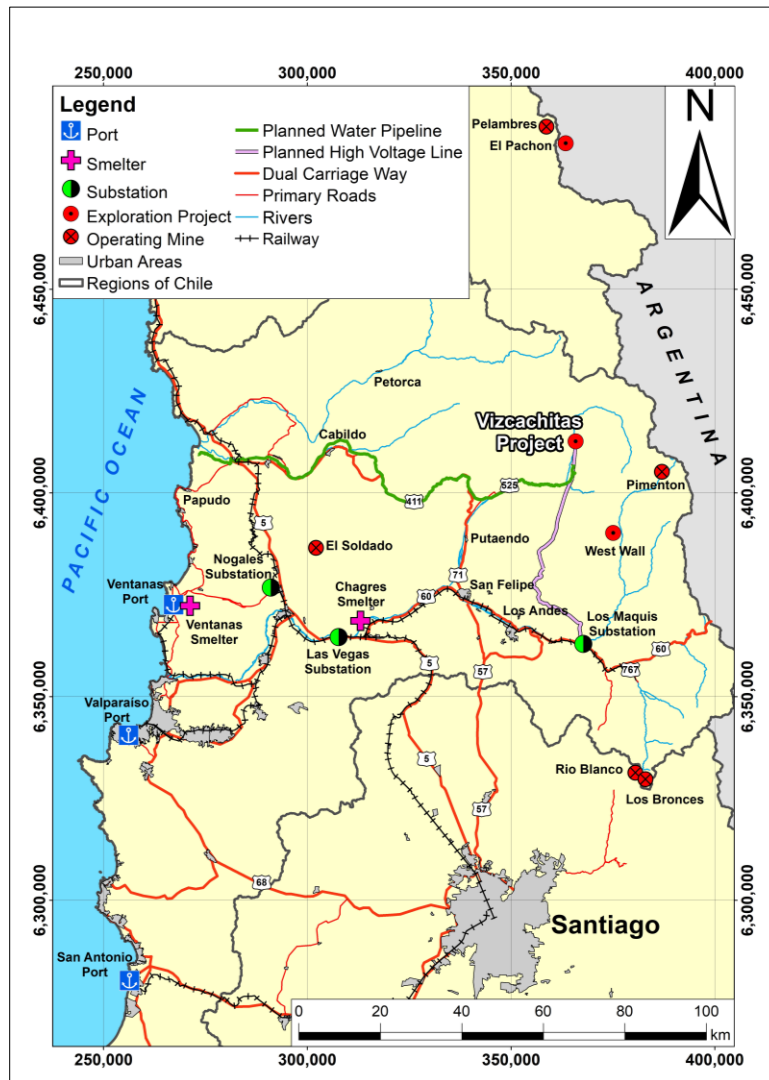 250,000
300,000
350,000
400,000
Legend
Port
Smelter
Substation
Exploration Project
Operating Mine
Urban Areas
Regions of Chile
Planned Water Pipeline
Planned High Voltage Line
Dual Carriage Way
Primary Roads
Rivers
Railway
N
Pelambres
El Pachon
6,450,000
6,450,000
ARGENTINA
PACIFIC OCEAN
Petorca
Cabildo
Vizcachitas
Project
Pimenton
6,400,000
6,400,000
411
525
Papudo
5
El Soldado
Putaendo
West Wall
Nogales
Substation
71
San Felipe
Chagres
Smelter
60
Los Andes
Ventanas
Port
Ventanas
Smelter
Los Maquis
Substation
60
Las Vegas
Substation
5
57
767
6,350,000
6,350,000
Valparaíso
Port
5
57
Rio Blanco
Los Bronces
68
6,300,000
6,300,000
Santiago
San Antonio
Port
0
20
40
60
80
100
km
250,000
300,000
350,000
400,000